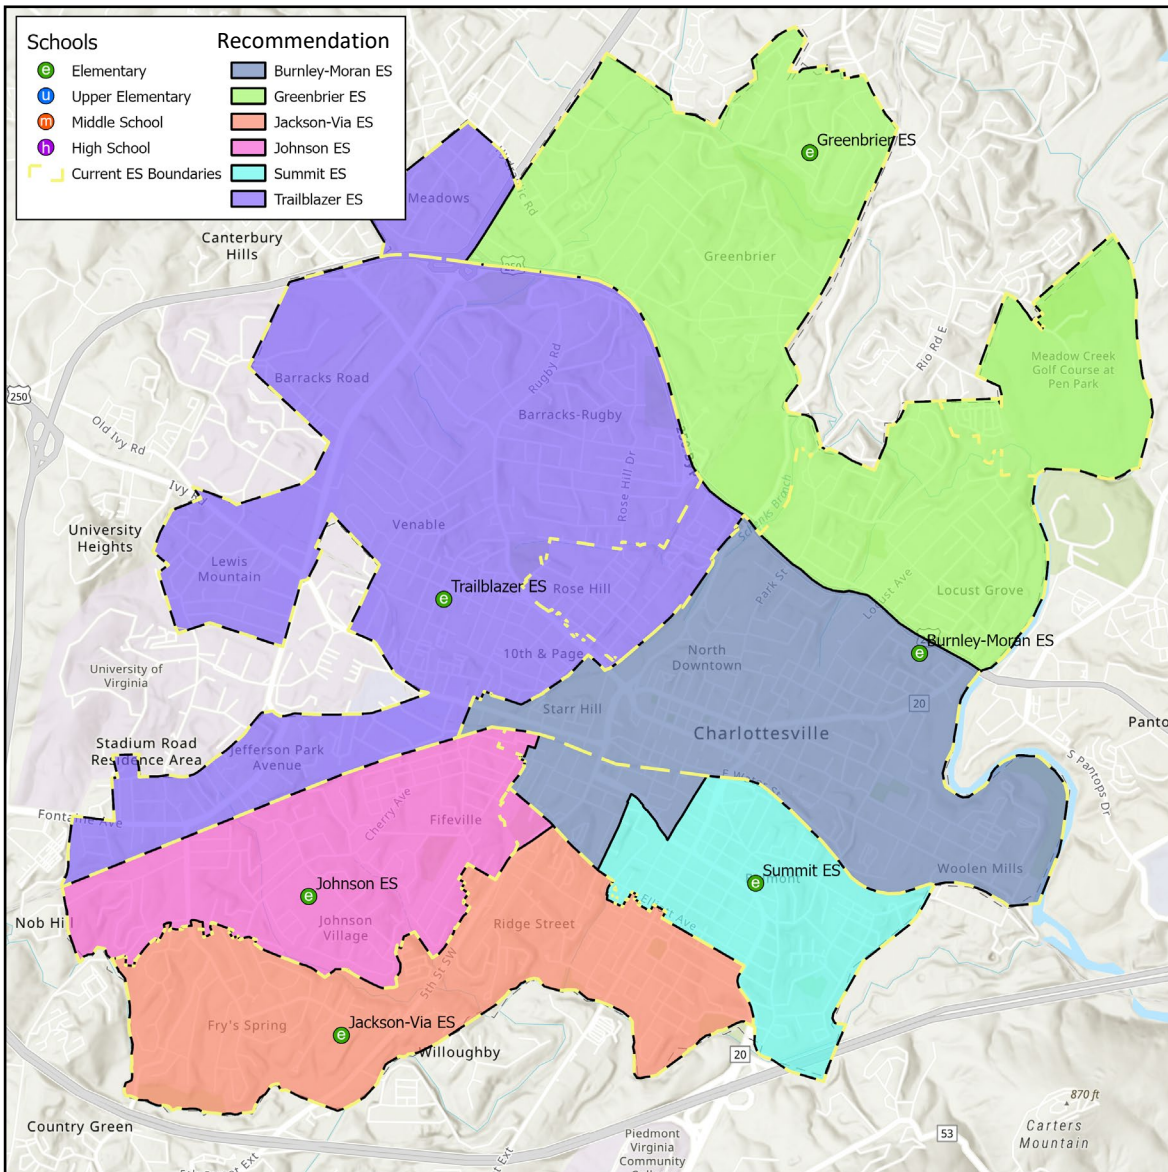 Schools
Recommendation
e Elementary
u Upper Elementary
m Middle School
h High School
Current ES Boundaries
Burnley-Moran ES
Greenbrier ES
Jackson-Via ES
Johnson ES
Summit ES
Trailblazer ES
e Greenbrier ES
Meadows
Canterbury
Hills
250
Greenbrier
Rio Rd E
Meadow Creek
Golf Course at
Pen Park
Barracks Road
Rugby Rd
Barracks-Rugby
250
Old Ivy Rd
Ivy Rd
Rose Hill Dr
Schenks Branch
University
Heights
Venable
Lewis
Mountain
e Trailblazer ES
Rose Hill
Park St
Locust Ave
Locust Grove
e Burnley-Moran ES
10th & Page
North
Downtown
University of
Virginia
Starr Hill
20
Charlottesville
Stadium Road
Residence Area
Jefferson Park
Avenue
S Pantops Dr
Fontaine Ave
Cherry Ave
Fifeville
Woolen Mills
e Summit ES
e Johnson ES
Johnson
Village
Nob Hill
Elliott Ave
Ridge Street
5th St SW
Fry's Spring
e Jackson-Via ES
Willoughby
20
Country Green
870 ft
Carters
Mountain
53
Piedmont
Virginia
Community